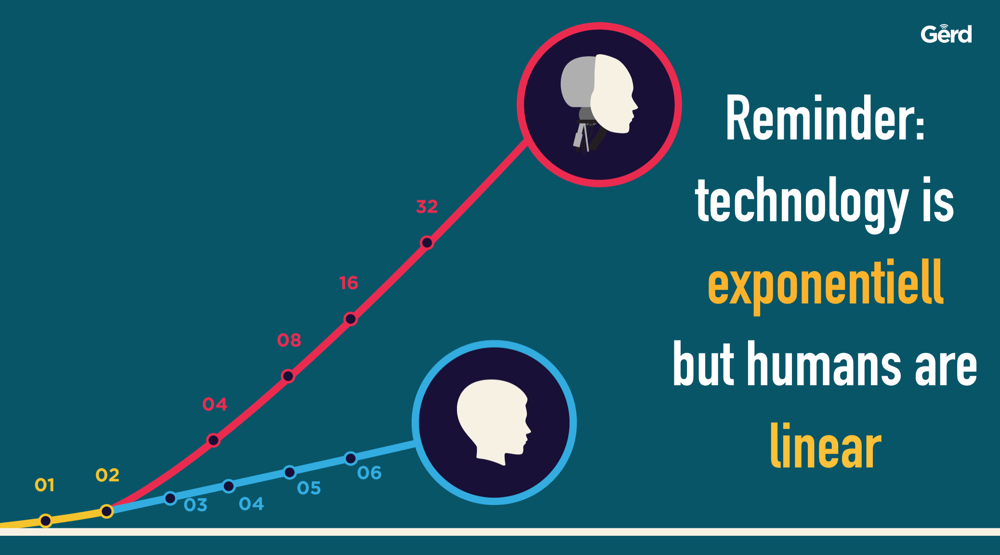 Gerd
Reminder:
technology is
exponentiell
but humans are
linear
32
16
08
04
02
01
03
04
05
06